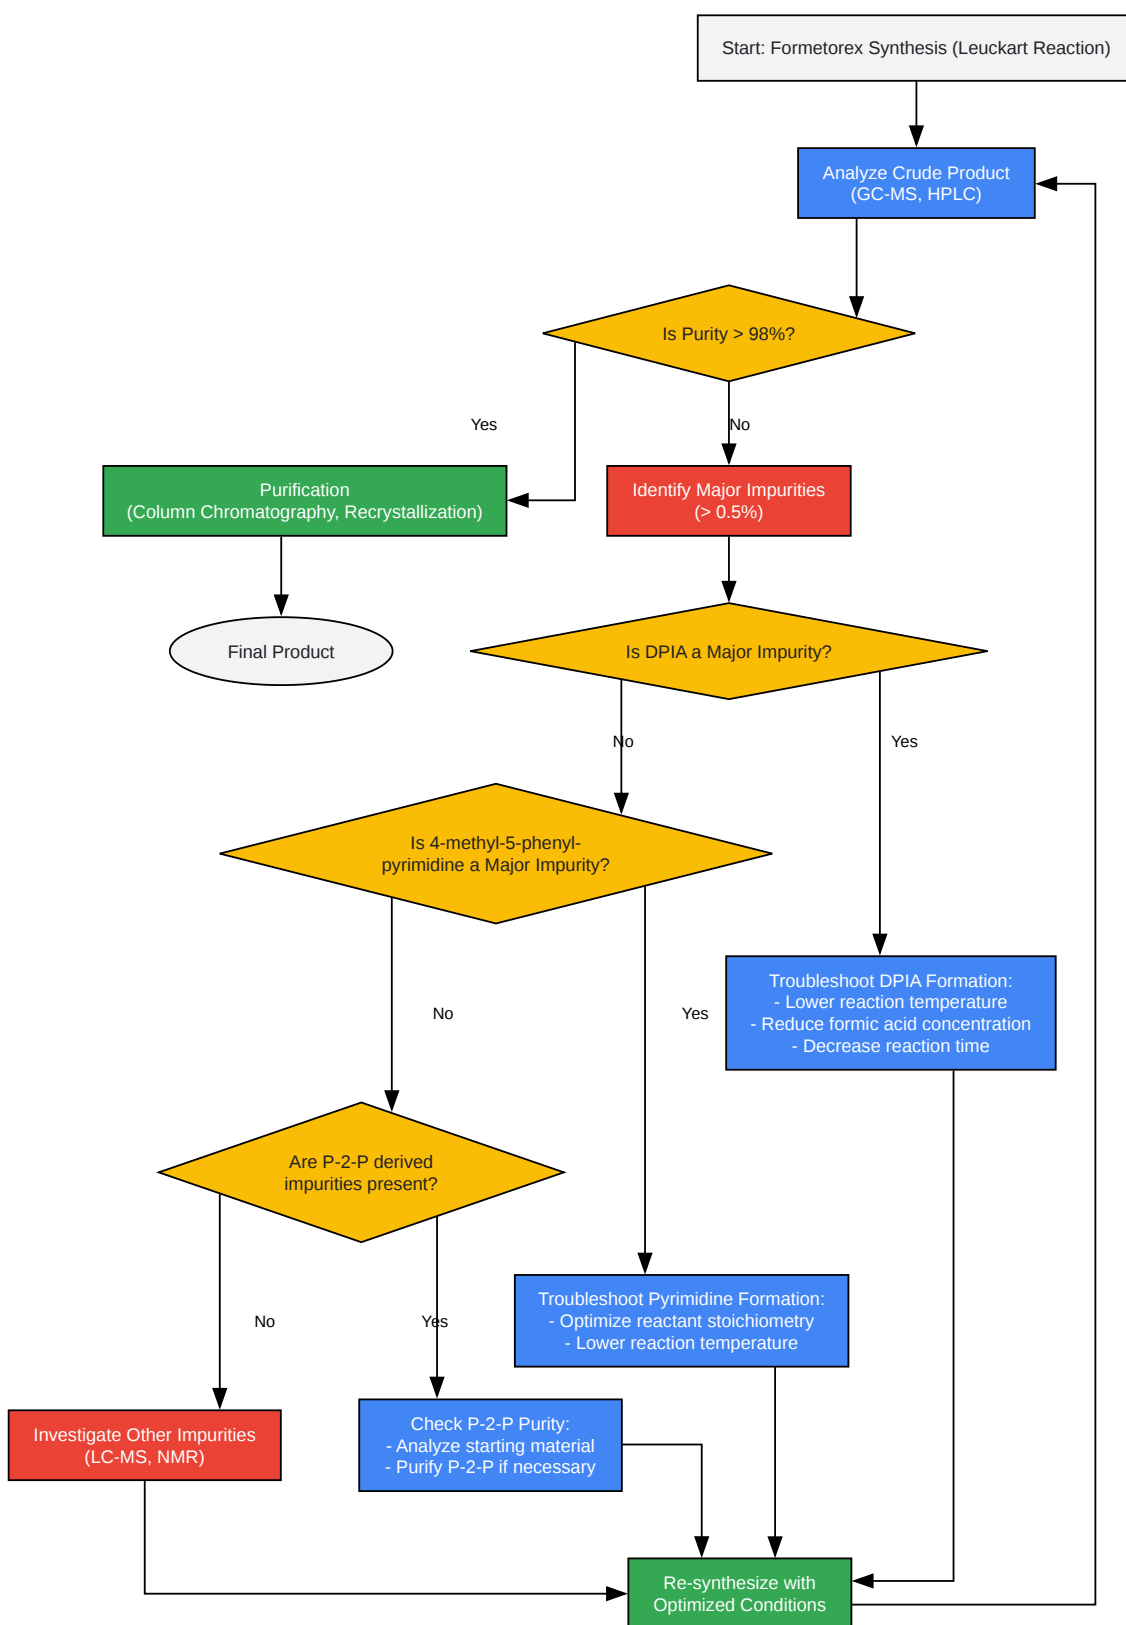 Start: Formetorex Synthesis (Leuckart Reaction)
Analyze Crude Product
(GC-MS, HPLC)
Is Purity > 98%?
Yes
No
Purification
(Column Chromatography, Recrystallization)
Identify Major Impurities
(> 0.5%)
Final Product
Is DPIA a Major Impurity?
No
Yes
Is 4-methyl-5-phenyl-
pyrimidine a Major Impurity?
Troubleshoot DPIA Formation:
- Lower reaction temperature
- Reduce formic acid concentration
- Decrease reaction time
No
Yes
Are P-2-P derived
impurities present?
Troubleshoot Pyrimidine Formation:
- Optimize reactant stoichiometry
- Lower reaction temperature
No
Yes
Investigate Other Impurities
(LC-MS, NMR)
Check P-2-P Purity:
- Analyze starting material
- Purify P-2-P if necessary
Re-synthesize with
Optimized Conditions